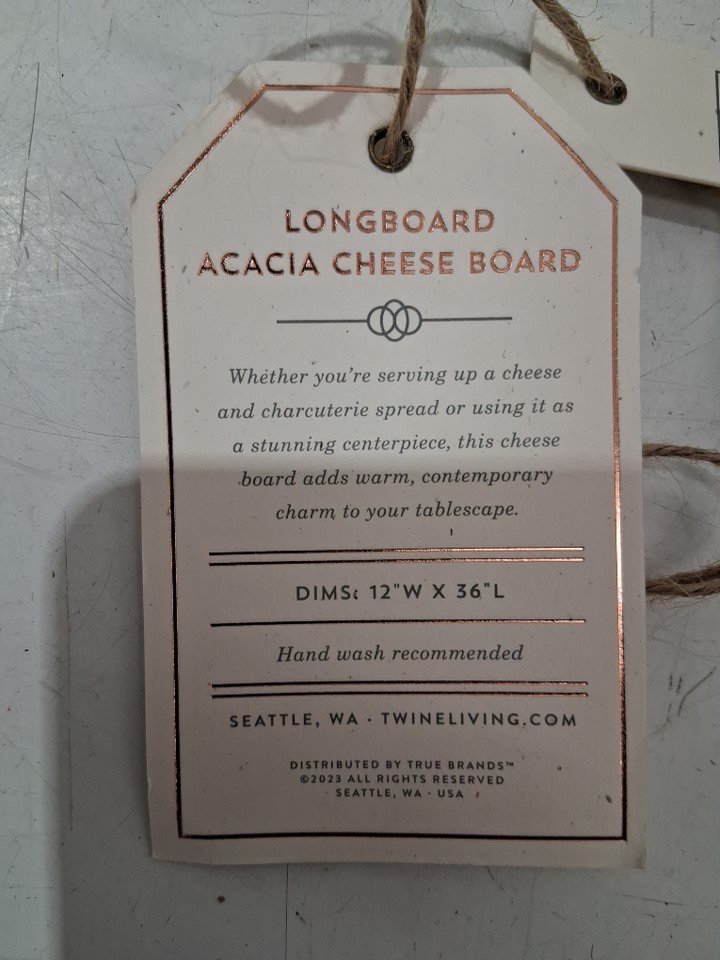 LONGBOARD
ACACIA CHEESE BOARD
Whether you're serving up a cheese
and charcuterie spread or using it as
a stunning centerpiece, this cheese
board adds warm, contemporary
charm to your tablescape.
DIMS: 12"W X 36"L
Hand wash recommended
SEATTLE, WA · TWINELIVING.COM
DISTRIBUTED BY TRUE BRANDS™
©2023 ALL RIGHTS RESERVED
SEATTLE, WA · USA